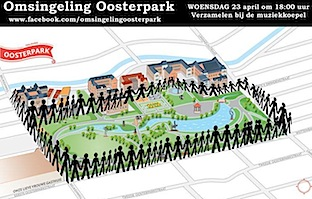 Omsingeling Oosterpark
www.facebook.com/omsingelingoosterpark
WOENSDAG 23 april om 18:00 uur
Verzamelen bij de muziekkoepel
OOSTERPARK